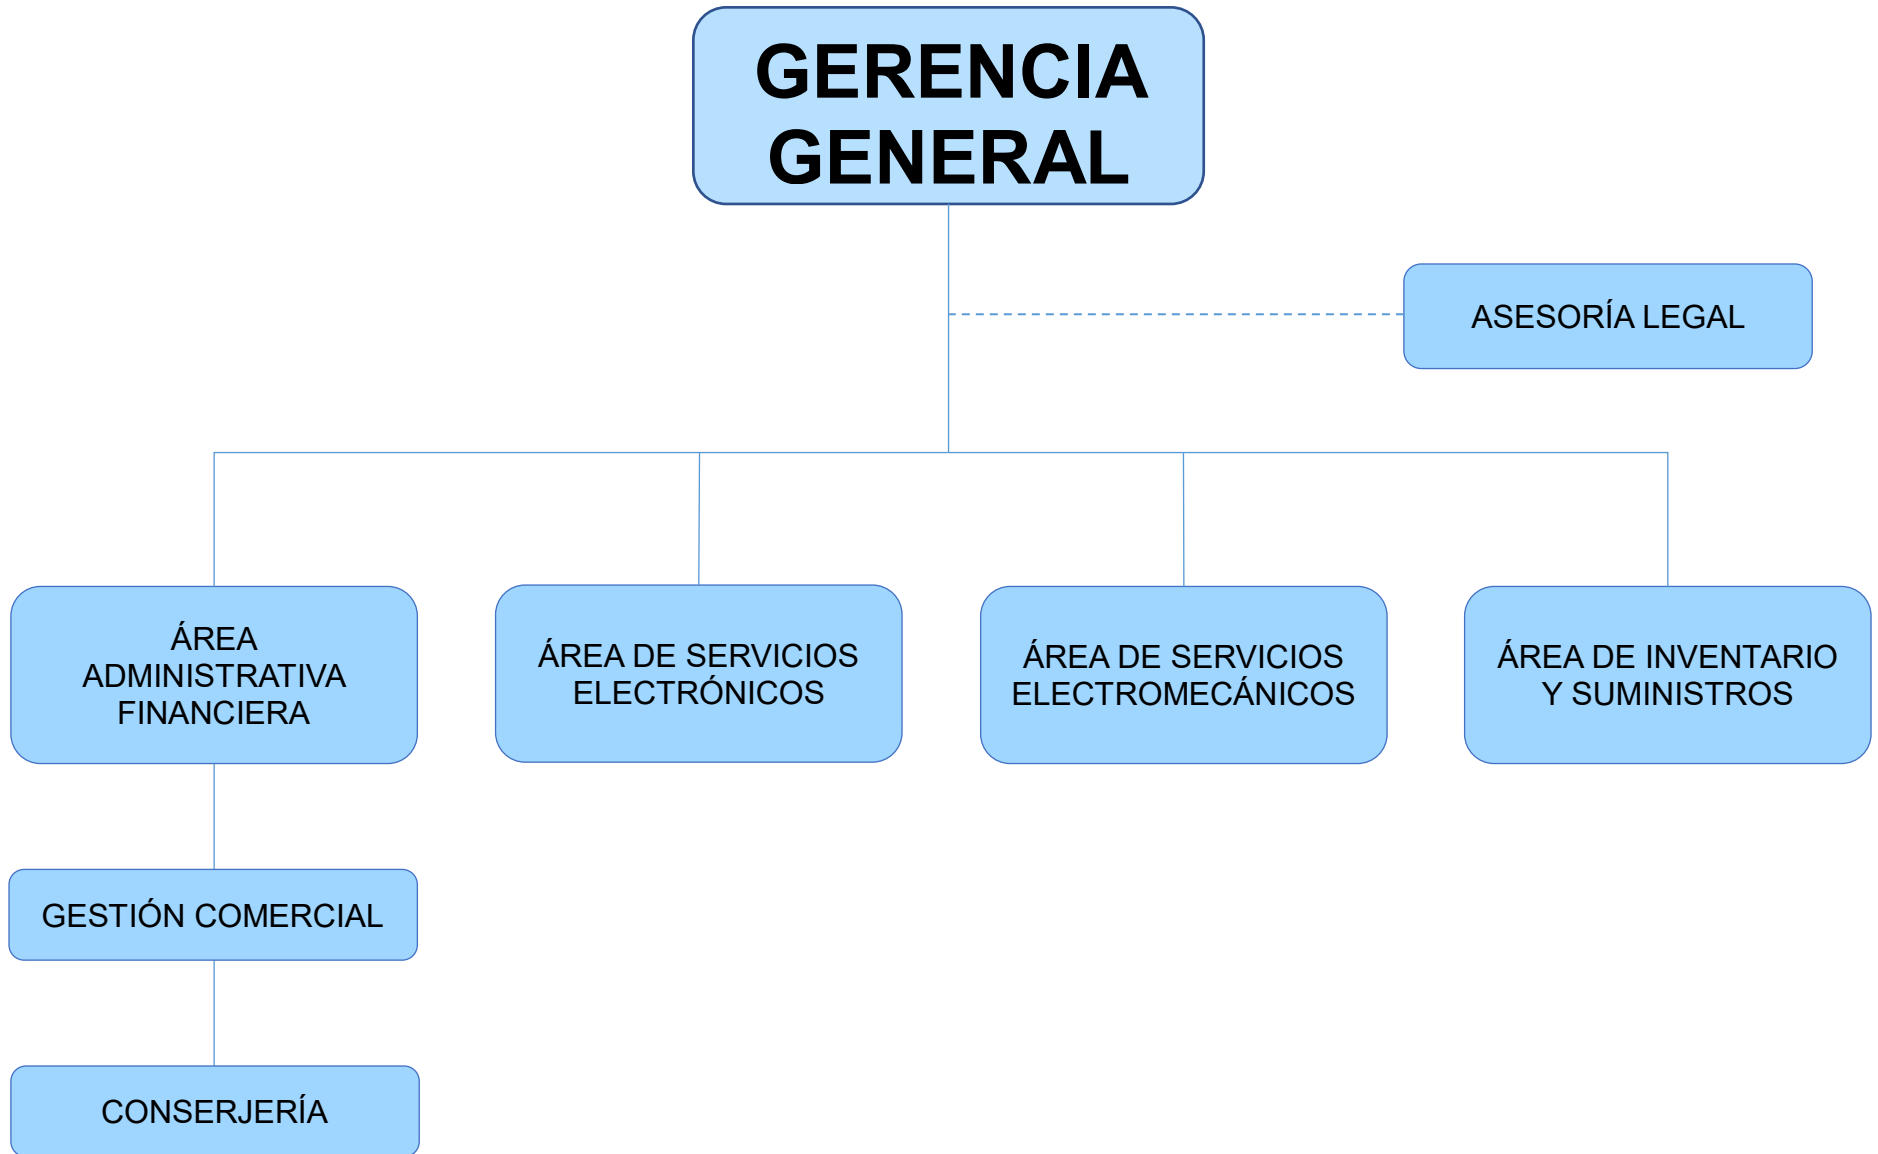 GERENCIA
GENERAL
ASESORÍA LEGAL
ÁREA
ADMINISTRATIVA
FINANCIERA
ÁREA DE SERVICIOS
ELECTRÓNICOS
ÁREA DE SERVICIOS
ELECTROMECÁNICOS
ÁREA DE INVENTARIO
Y SUMINISTROS
GESTIÓN COMERCIAL
CONSERJERÍA